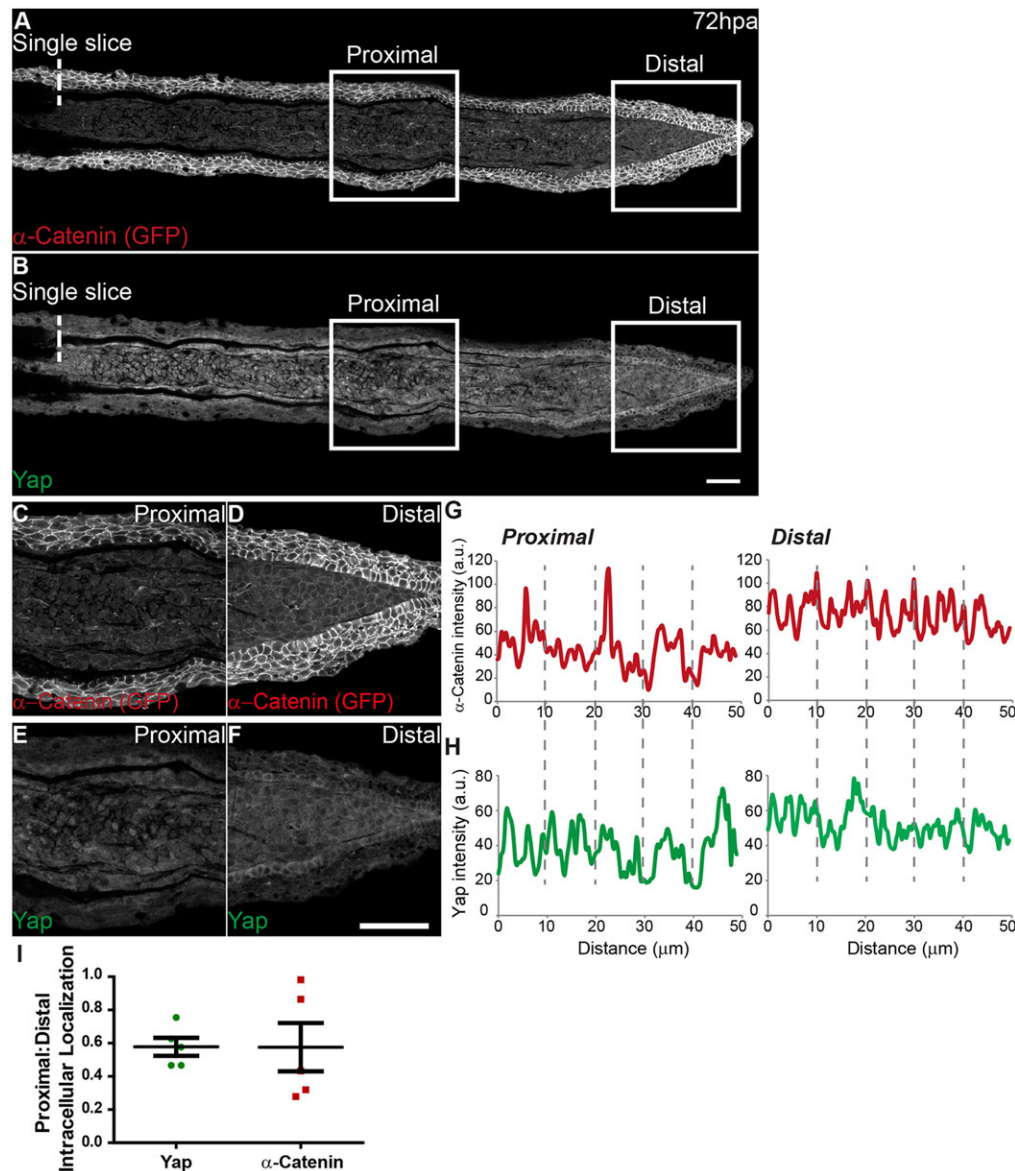 A
72hpa
Single slice
Proximal
Distal
α-Catenin (GFP)
B
Single slice
Proximal
Distal
Yap
C
Proximal
D
Distal
α-Catenin (GFP)
α-Catenin (GFP)
E
Proximal
F
Distal
Yap
Yap
G
Proximal
Distal
α-Catenin intensity (a.u.)
120
100
80
60
40
20
0
0 10 20 30 40 50
120
100
80
60
40
20
0
0 10 20 30 40 50
H
Yap intensity (a.u.)
80
60
40
20
0
0 10 20 30 40 50
Distance (μm)
80
60
40
20
0
0 10 20 30 40 50
Distance (μm)
I
Proximal:Distal
Intracellular Localization
1.0
0.8
0.6
0.4
0.2
0.0
Yap
α-Catenin